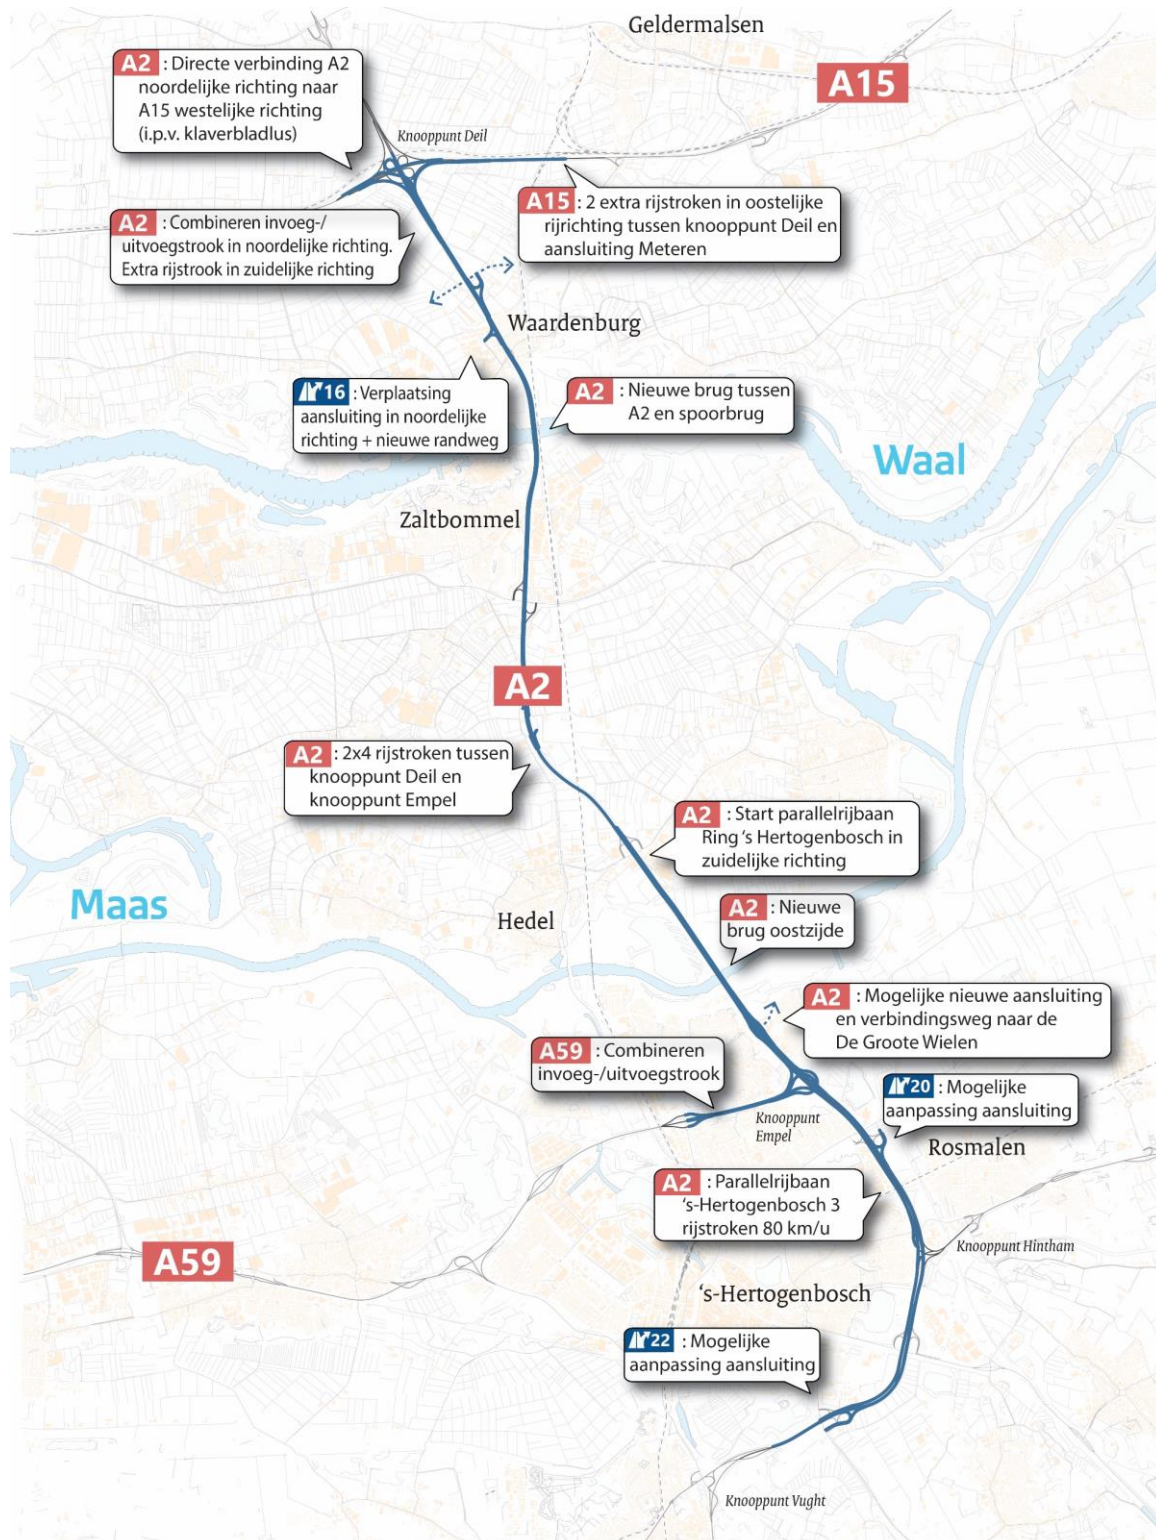 Geldermalsen
A2 : Directe verbinding A2
noordelijke richting naar
A15 westelijke richting
(i.p.v. klaverbladlus)
A15
Knooppunt Deil
A15 : 2 extra rijstroken in oostelijke
rijrichting tussen knooppunt Deil en
aansluiting Meteren
A2 : Combineren invoeg-/
uitvoegstrook in noordelijke richting.
Extra rijstrook in zuidelijke richting
Waardenburg
16 : Verplaatsing
aansluiting in noordelijke
richting + nieuwe randweg
A2 : Nieuwe brug tussen
A2 en spoorbrug
Waal
Zaltbommel
A2
A2 : 2x4 rijstroken tussen
knooppunt Deil en
knooppunt Empel
A2 : Start parallelrijbaan
Ring ‘s Hertogenbosch in
zuidelijke richting
Maas
Hedel
A2 : Nieuwe
brug oostzijde
A2 : Mogelijke nieuwe aansluiting
en verbindingsweg naar de
De Groote Wielen
A59 : Combineren
invoeg-/uitvoegstrook
20 : Mogelijke
aanpassing aansluiting
Knooppunt
Empel
Rosmalen
A2 : Parallelrijbaan
‘s-Hertogenbosch 3
rijstroken 80 km/u
Knooppunt Hintham
A59
‘s-Hertogenbosch
22 : Mogelijke
aanpassing aansluiting
Knooppunt Vught